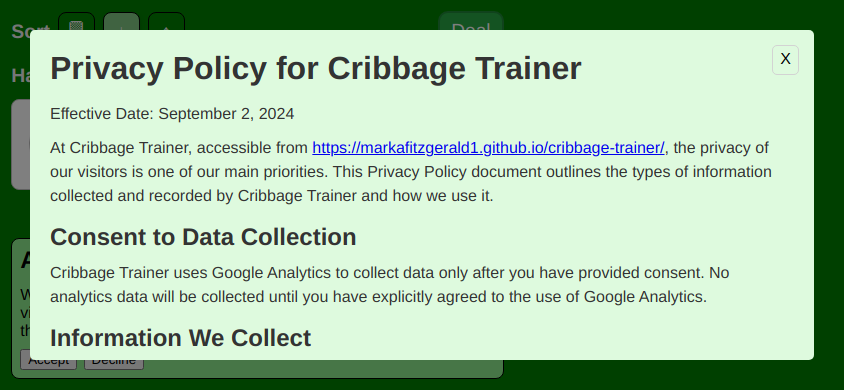 Sort
Deal
Privacy Policy for Cribbage Trainer
X
Effective Date: September 2, 2024
At Cribbage Trainer, accessible from https://markafitzgerald1.github.io/cribbage-trainer/, the privacy of
our visitors is one of our main priorities. This Privacy Policy document outlines the types of information
collected and recorded by Cribbage Trainer and how we use it.
Consent to Data Collection
Cribbage Trainer uses Google Analytics to collect data only after you have provided consent. No
analytics data will be collected until you have explicitly agreed to the use of Google Analytics.
Information We Collect
Accept Decline